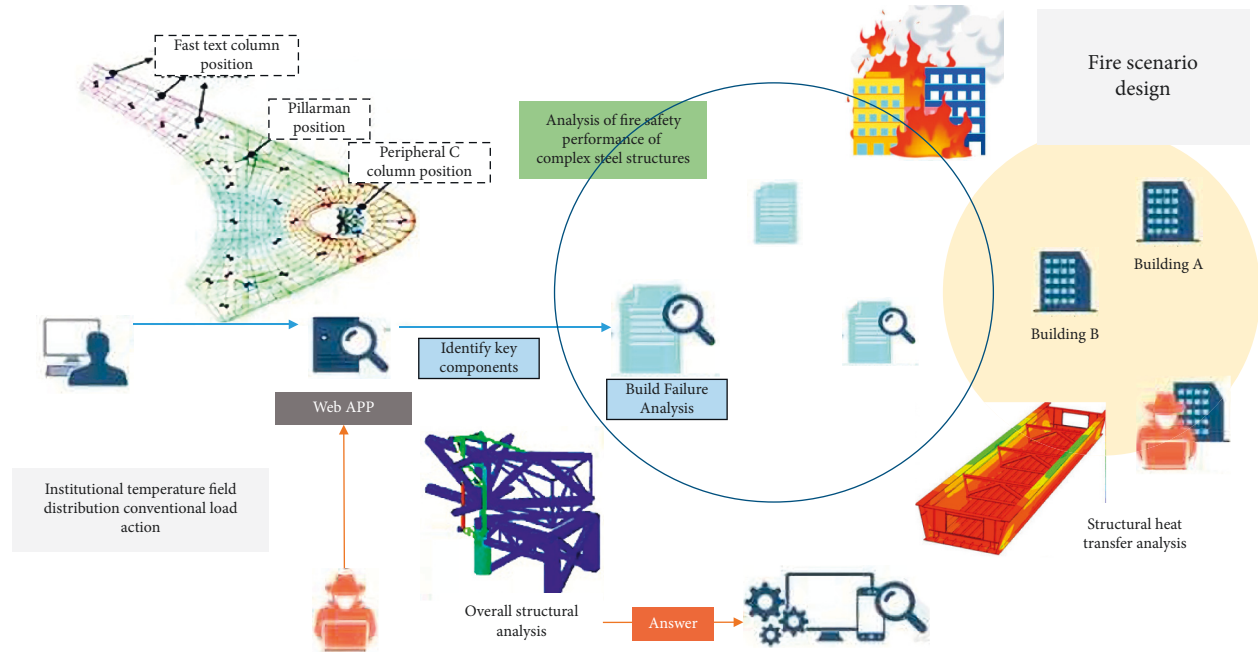 Fast text column
position
Pillarman
position
Peripheral C
column position
Analysis of fire safety
performance of
complex steel structures
Fire scenario
design
Building A
Building B
Identify key
components
Build Failure
Analysis
Web APP
Institutional temperature field
distribution conventional load
action
Structural heat
transfer analysis
Overall structural
analysis
Answer